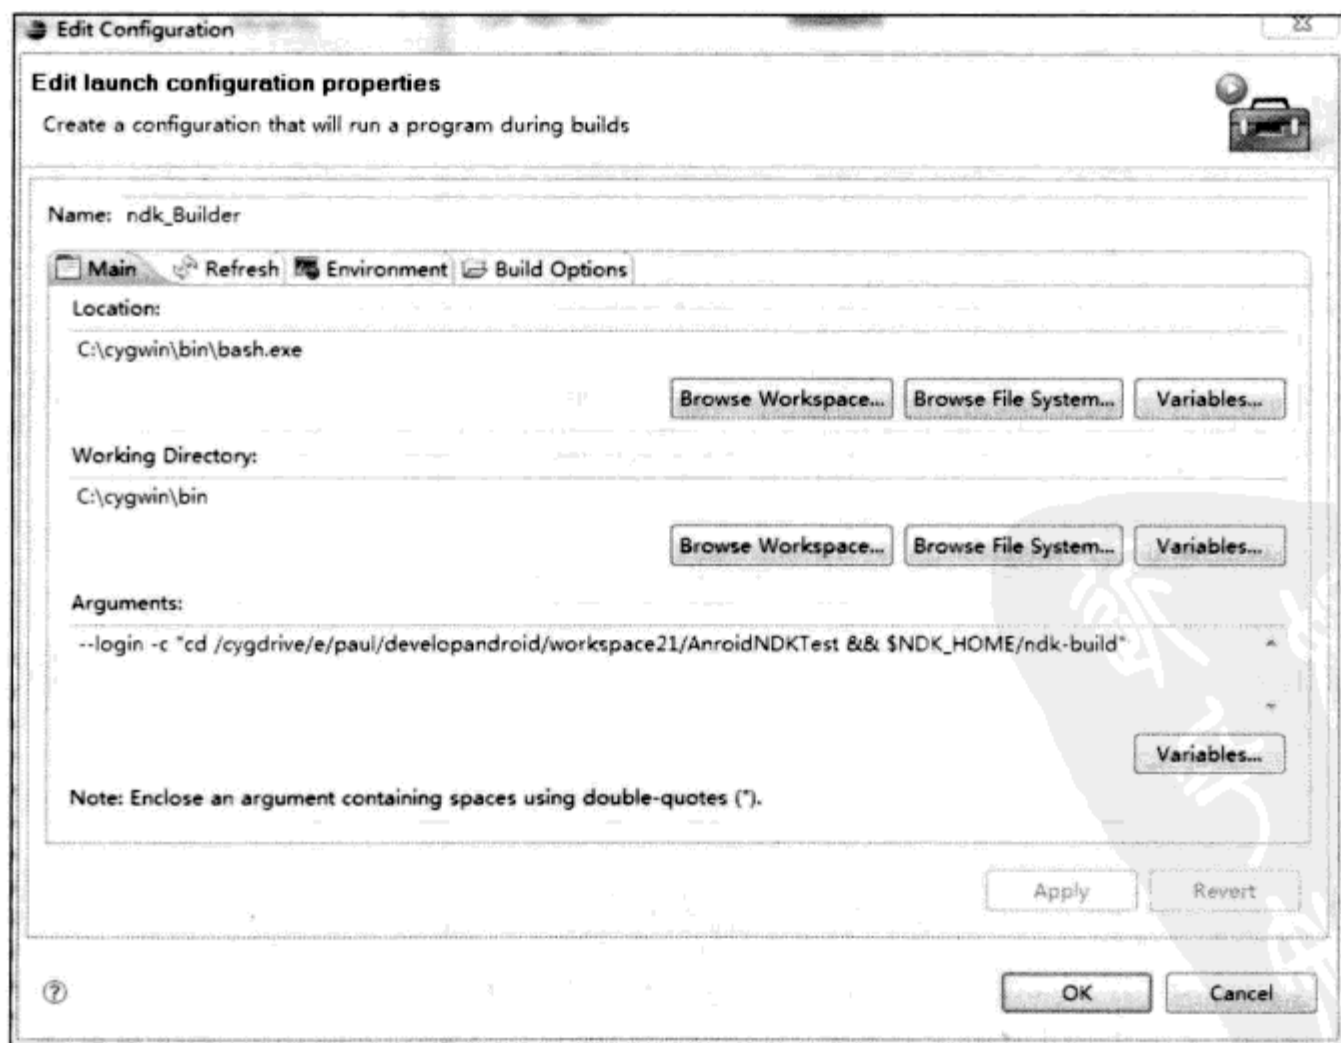 Edit Configuration
Edit launch configuration properties
Create a configuration that will run a program during builds
Name: ndk_Builder
Main Refresh Environment Build Options
Location:
C:\cygwin\bin\bash.exe
Browse Workspace... Browse File System... Variables...
Working Directory:
C:\cygwin\bin
Browse Workspace... Browse File System... Variables...
Arguments:
--login -c "cd /cygdrive/e/paul/developandroid/workspace21/AnroidNDKTest && $NDK_HOME/ndk-build"
Variables...
Note: Enclose an argument containing spaces using double-quotes (").
Apply Revert
OK Cancel